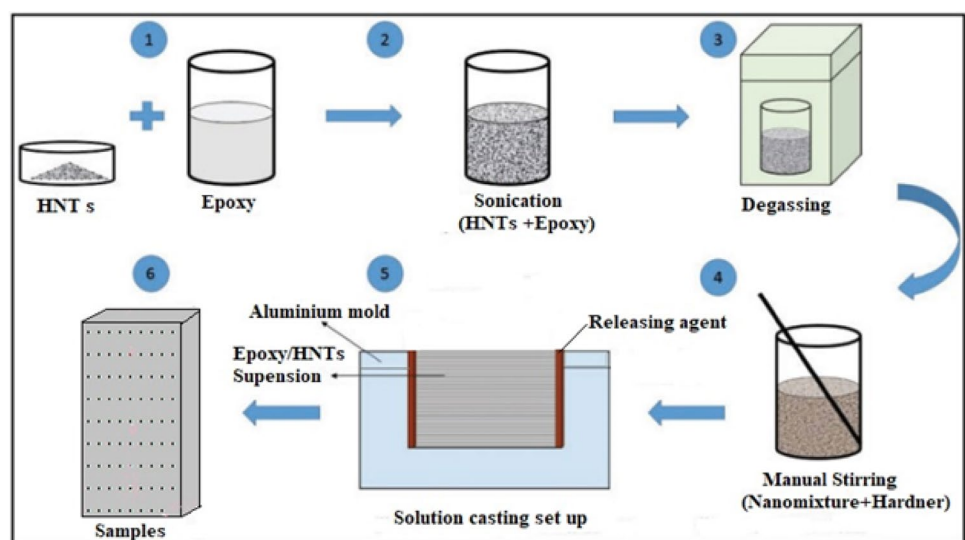 1
2
3
HNT s
Epoxy
Sonication
(HNTs +Epoxy)
Degassing
6
5
4
Aluminium mold
Releasing agent
Epoxy/HNTs
Supension
Manual Stirring
(Nanomixture+Hardner)
Solution casting set up
Samples